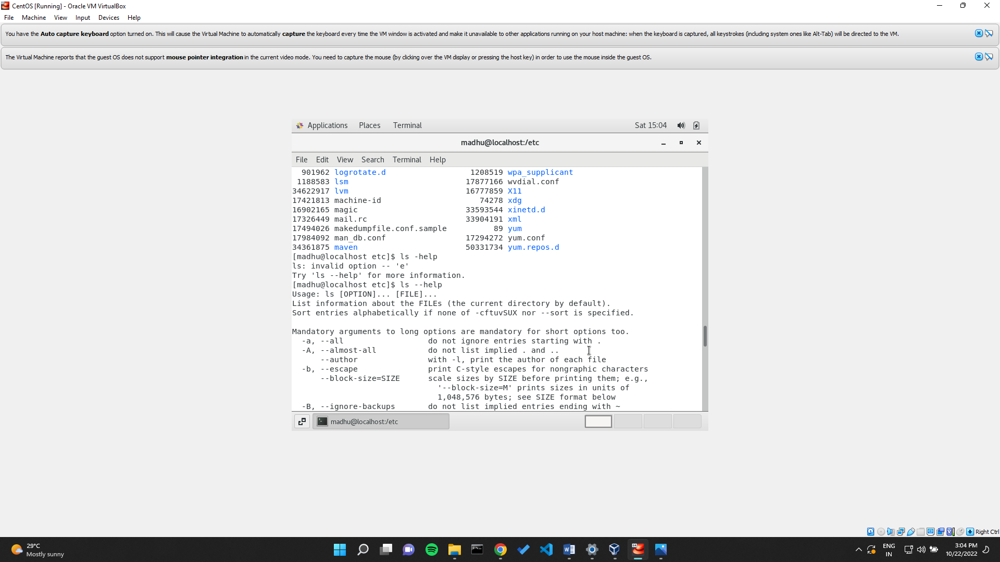 CentOS [Running] - Oracle VM VirtualBox
File Machine View Input Devices Help
You have the Auto capture keyboard option turned on. This will cause the Virtual Machine to automatically capture the keyboard every time the VM window is activated and make it unavailable to other applications running on your host machine: when the keyboard is captured, all keystrokes (including system ones like Alt-Tab) will be directed to the VM.
The Virtual Machine reports that the guest OS does not support mouse pointer integration in the current video mode. You need to capture the mouse (by clicking over the VM display or pressing the host key) in order to use the mouse inside the guest OS.
Applications Places Terminal Sat 15:04
madhu@localhost:/etc
File Edit View Search Terminal Help
901962 logrotate.d 1208519 wpa_supplicant
1188583 lsm 17877166 wvdial.conf
34622917 lvm 16777859 X11
17421813 machine-id 74278 xdg
16902165 magic 33593544 xinetd.d
17326449 mail.rc 33904191 xml
17494026 makedumpfile.conf.sample 89 yum
17984092 man_db.conf 17294272 yum.conf
34361875 maven 50331734 yum.repos.d
[madhu@localhost etc]$ ls -help
ls: invalid option -- 'e'
Try 'ls --help' for more information.
[madhu@localhost etc]$ ls --help
Usage: ls [OPTION]... [FILE]...
List information about the FILEs (the current directory by default).
Sort entries alphabetically if none of -cftuvSUX nor --sort is specified.
Mandatory arguments to long options are mandatory for short options too.
-a, --all do not ignore entries starting with .
-A, --almost-all do not list implied . and ..
--author with -l, print the author of each file
-b, --escape print C-style escapes for nongraphic characters
--block-size=SIZE scale sizes by SIZE before printing them; e.g.,
'--block-size=M' prints sizes in units of
1,048,576 bytes; see SIZE format below
-B, --ignore-backups do not list implied entries ending with ~
madhu@localhost:/etc
Right Ctrl
29°C
Mostly sunny
ENG
IN
3:04 PM
10/22/2022